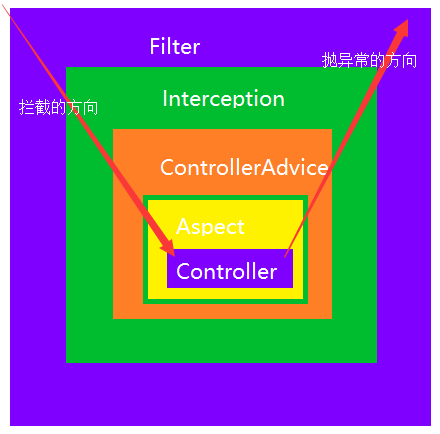 Filter
抛异常的方向
Interception
拦截的方向
ControllerAdvice
Aspect
Controller